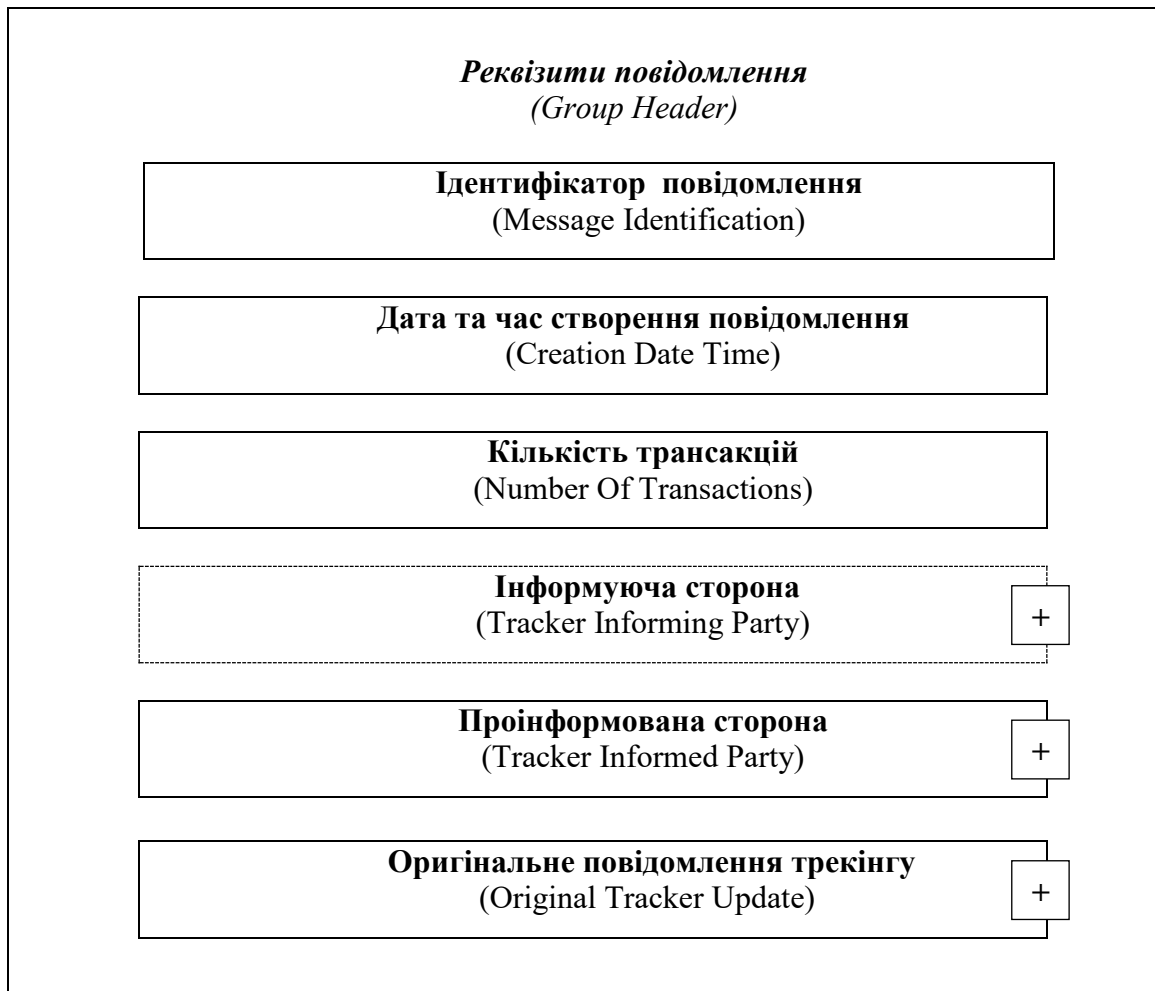 Реквізити повідомлення
(Group Header)
Ідентифікатор повідомлення
(Message Identification)
Дата та час створення повідомлення
(Creation Date Time)
Кількість трансакцій
(Number Of Transactions)
Інформуюча сторона
(Tracker Informing Party)
+
Проінформована сторона
(Tracker Informed Party)
+
Оригінальне повідомлення трекінгу
(Original Tracker Update)
+